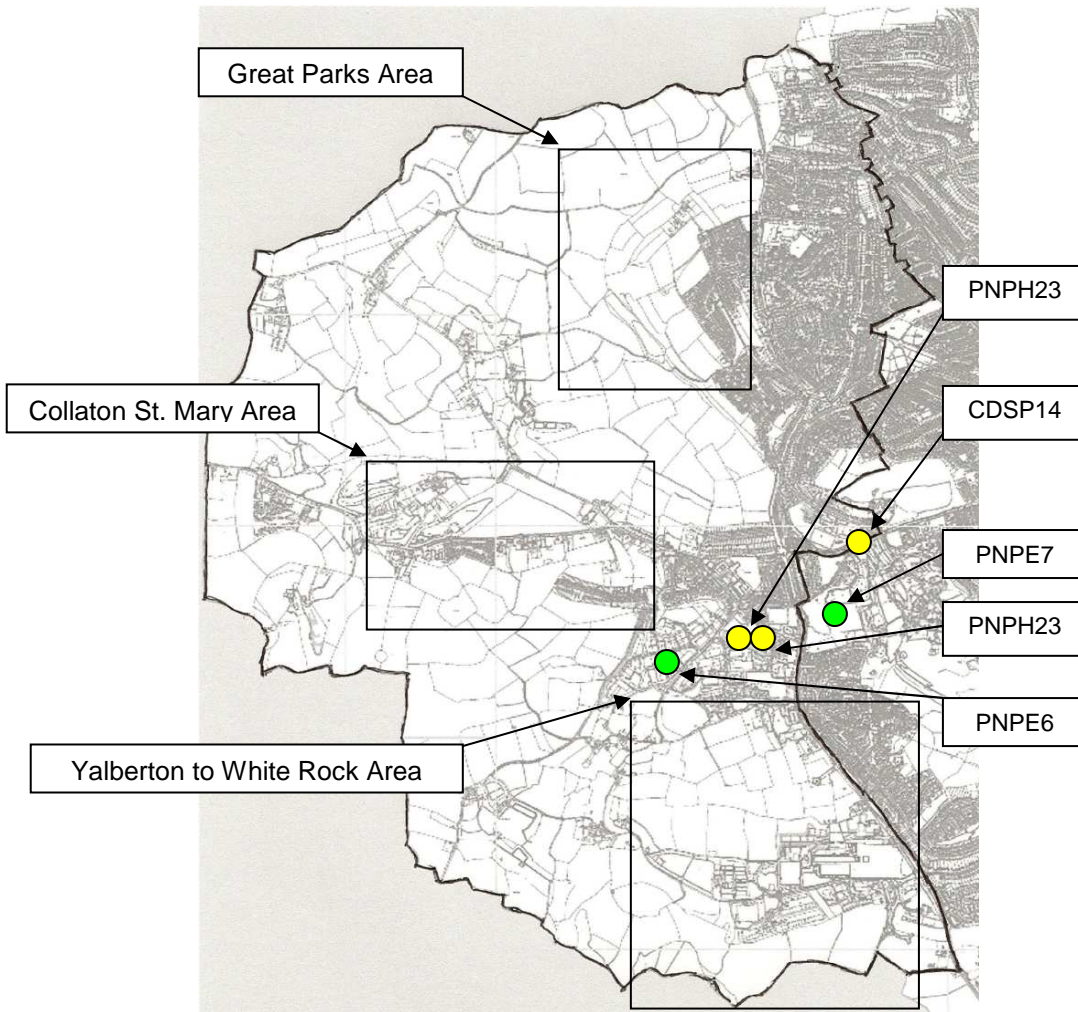 Great Parks Area
PNPH23
Collaton St. Mary Area
CDSP14
PNPE7
PNPH23
PNPE6
Yalberton to White Rock Area